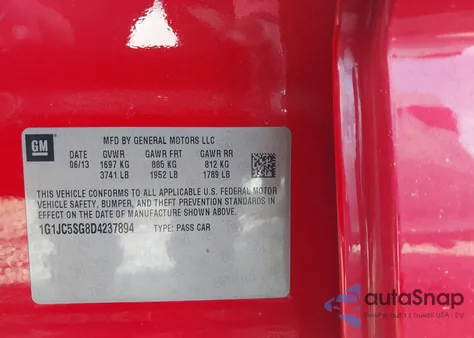 GM
MFD BY GENERAL MOTORS LLC
DATE GVWR GAWR FRT GAWR RR
06/13 1697 KG 885 KG 812 KG
3741 LB 1952 LB 1789 LB
THIS VEHICLE CONFORMS TO ALL APPLICABLE U.S. FEDERAL MOTOR
VEHICLE SAFETY, BUMPER, AND THEFT PREVENTION STANDARDS
IN EFFECT ON THE DATE OF MANUFACTURE SHOWN ABOVE.
1G1JC5SG8D4237894 TYPE: PASS CAR
autaSnap